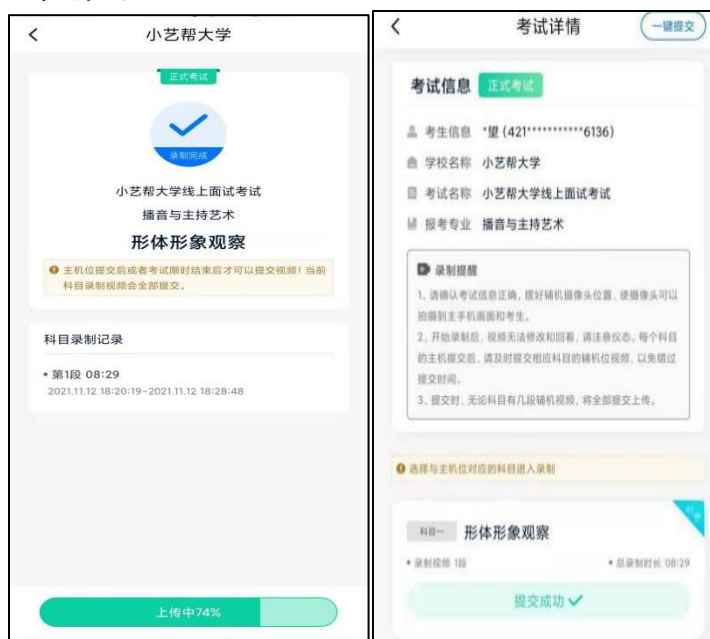 小艺帮大学
正式考试
录制完成
小艺帮大学线上面试考试
播音与主持艺术
形体形象观察
主机位提交后或者考试限时结束后才可以提交视频！当前
科目录制视频会全部提交。
科目录制记录
• 第1段 08:29
2021.11.12 18:20:19~2021.11.12 18:28:48
上传中74%
考试详情
一键提交
考试信息 正式考试
考生信息 *望 (421***********6136)
学校名称 小艺帮大学
考试名称 小艺帮大学线上面试考试
报考专业 播音与主持艺术
录制提醒
1、请确认考试信息正确，摆好辅机摄像头位置，使摄像头可以
拍摄到主手机画面和考生。
2、开始录制后，视频无法修改和回看，请注意仪态。每个科目
的主机提交后，请及时提交相应科目的辅机位视频，以免错过
提交时间。
3、提交时，无论科目有几段辅机视频，将全部提交上传。
选择与主机位对应的科目进入录制
科目一 形体形象观察
• 录制视频 1段
• 总录制时长 08:29
提交成功